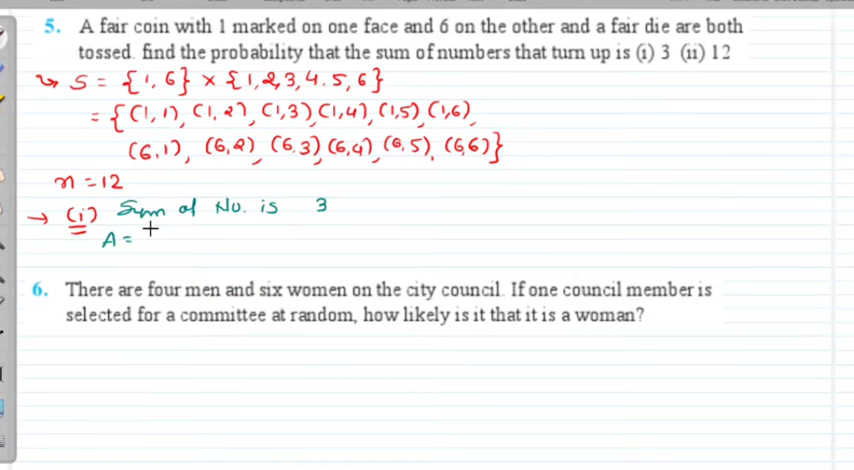 5. A fair coin with 1 marked on one face and 6 on the other and a fair die are both
tossed. find the probability that the sum of numbers that turn up is (i) 3 (ii) 12
S = {1, 6} × {1, 2, 3, 4. 5, 6}
= {(1, 1), (1, 2), (1, 3) (1, 4), (1, 5) (1, 6),
(6, 1), (6, 2), (6, 3) (6, 4), (6, 5), (6, 6)}
n = 12
→ (i) Sum of No. is 3
A =
6. There are four men and six women on the city council. If one council member is
selected for a committee at random, how likely is it that it is a woman?